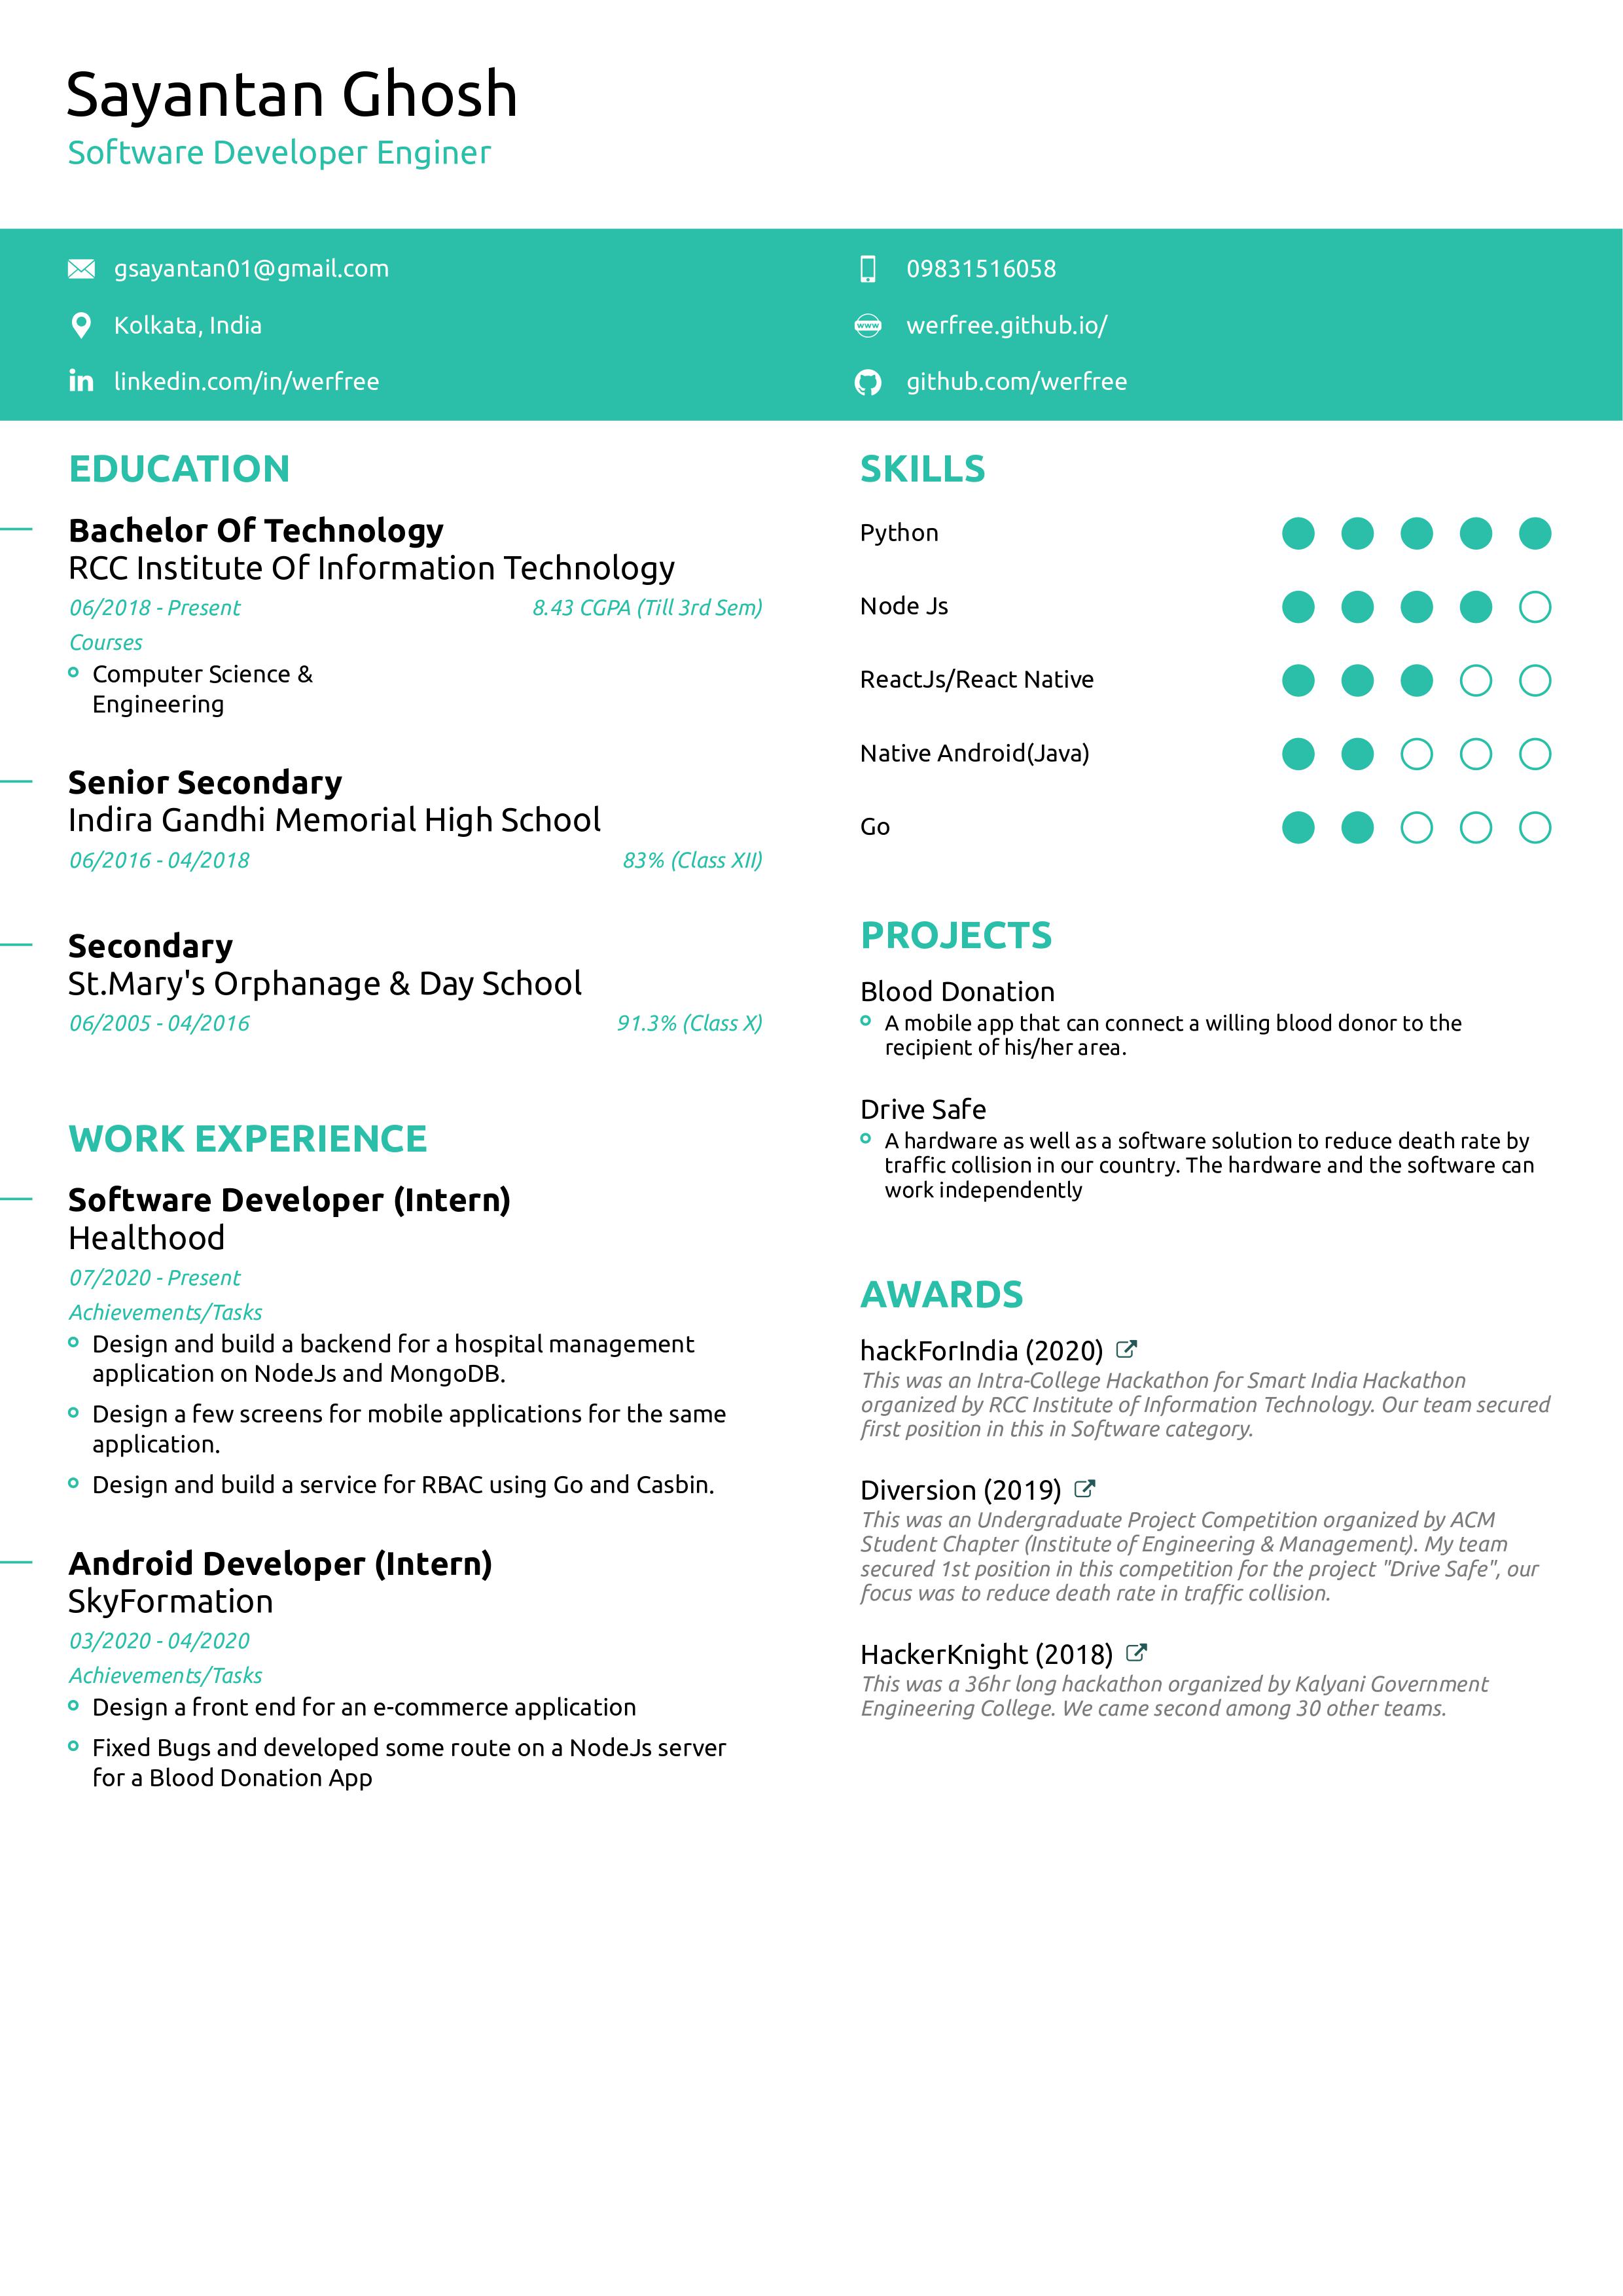 Sayantan Ghosh
Software Developer Enginer
gsayantan01@gmail.com
09831516058
Kolkata, India
werfree.github.io/
linkedin.com/in/werfree
github.com/werfree
EDUCATION
Bachelor Of Technology
RCC Institute Of Information Technology
06/2018 - Present 8.43 CGPA (Till 3rd Sem)
Courses
Computer Science &
Engineering
Senior Secondary
Indira Gandhi Memorial High School
06/2016 - 04/2018 83% (Class XII)
Secondary
St.Mary's Orphanage & Day School
06/2005 - 04/2016 91.3% (Class X)
WORK EXPERIENCE
Software Developer (Intern)
Healthood
07/2020 - Present
Achievements/Tasks
Design and build a backend for a hospital management
application on NodeJs and MongoDB.
Design a few screens for mobile applications for the same
application.
Design and build a service for RBAC using Go and Casbin.
Android Developer (Intern)
SkyFormation
03/2020 - 04/2020
Achievements/Tasks
Design a front end for an e-commerce application
Fixed Bugs and developed some route on a NodeJs server
for a Blood Donation App
SKILLS
Python
Node Js
ReactJs/React Native
Native Android(Java)
Go
PROJECTS
Blood Donation
A mobile app that can connect a willing blood donor to the
recipient of his/her area.
Drive Safe
A hardware as well as a software solution to reduce death rate by
traffic collision in our country. The hardware and the software can
work independently
AWARDS
hackForIndia (2020)
This was an Intra-College Hackathon for Smart India Hackathon
organized by RCC Institute of Information Technology. Our team secured
first position in this in Software category.
Diversion (2019)
This was an Undergraduate Project Competition organized by ACM
Student Chapter (Institute of Engineering & Management). My team
secured 1st position in this competition for the project "Drive Safe", our
focus was to reduce death rate in traffic collision.
HackerKnight (2018)
This was a 36hr long hackathon organized by Kalyani Government
Engineering College. We came second among 30 other teams.